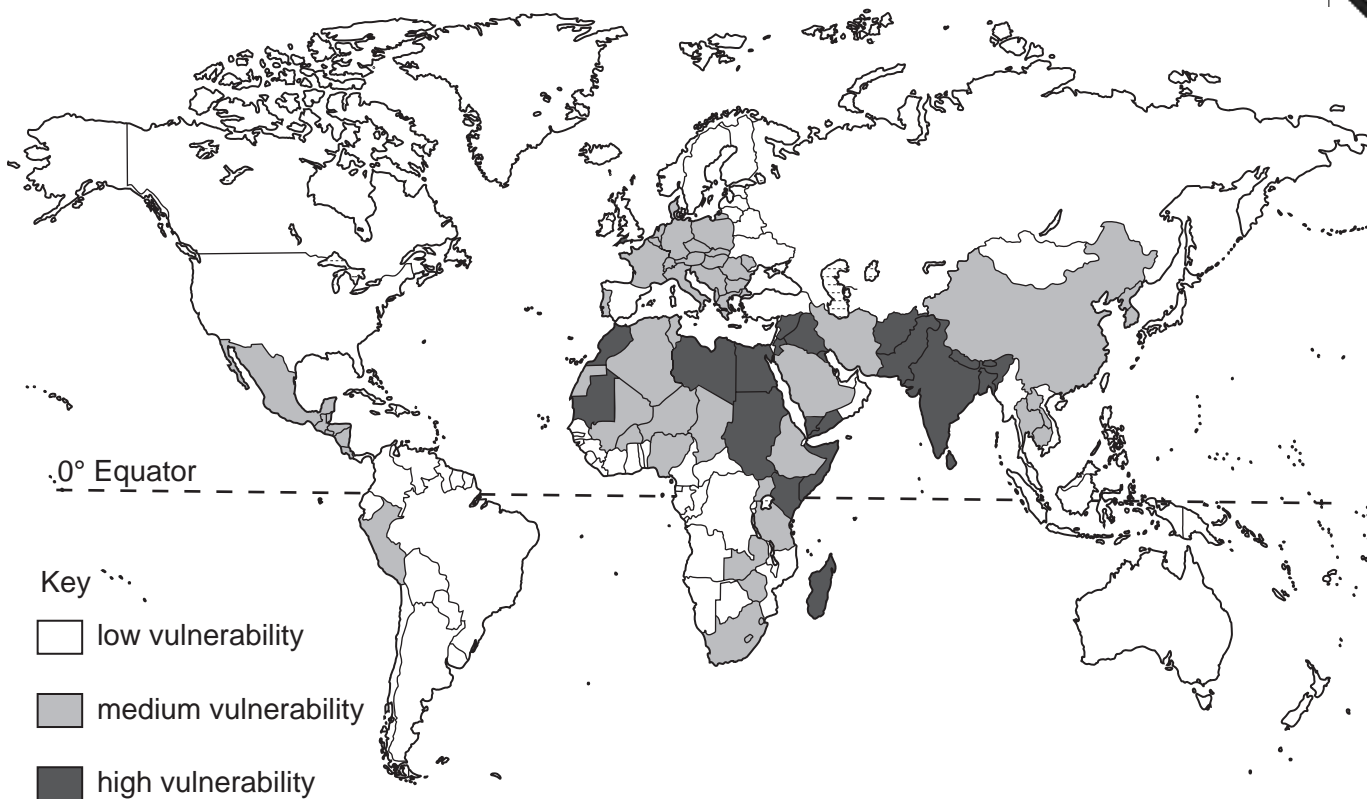 0° Equator
Key
low vulnerability
medium vulnerability
high vulnerability